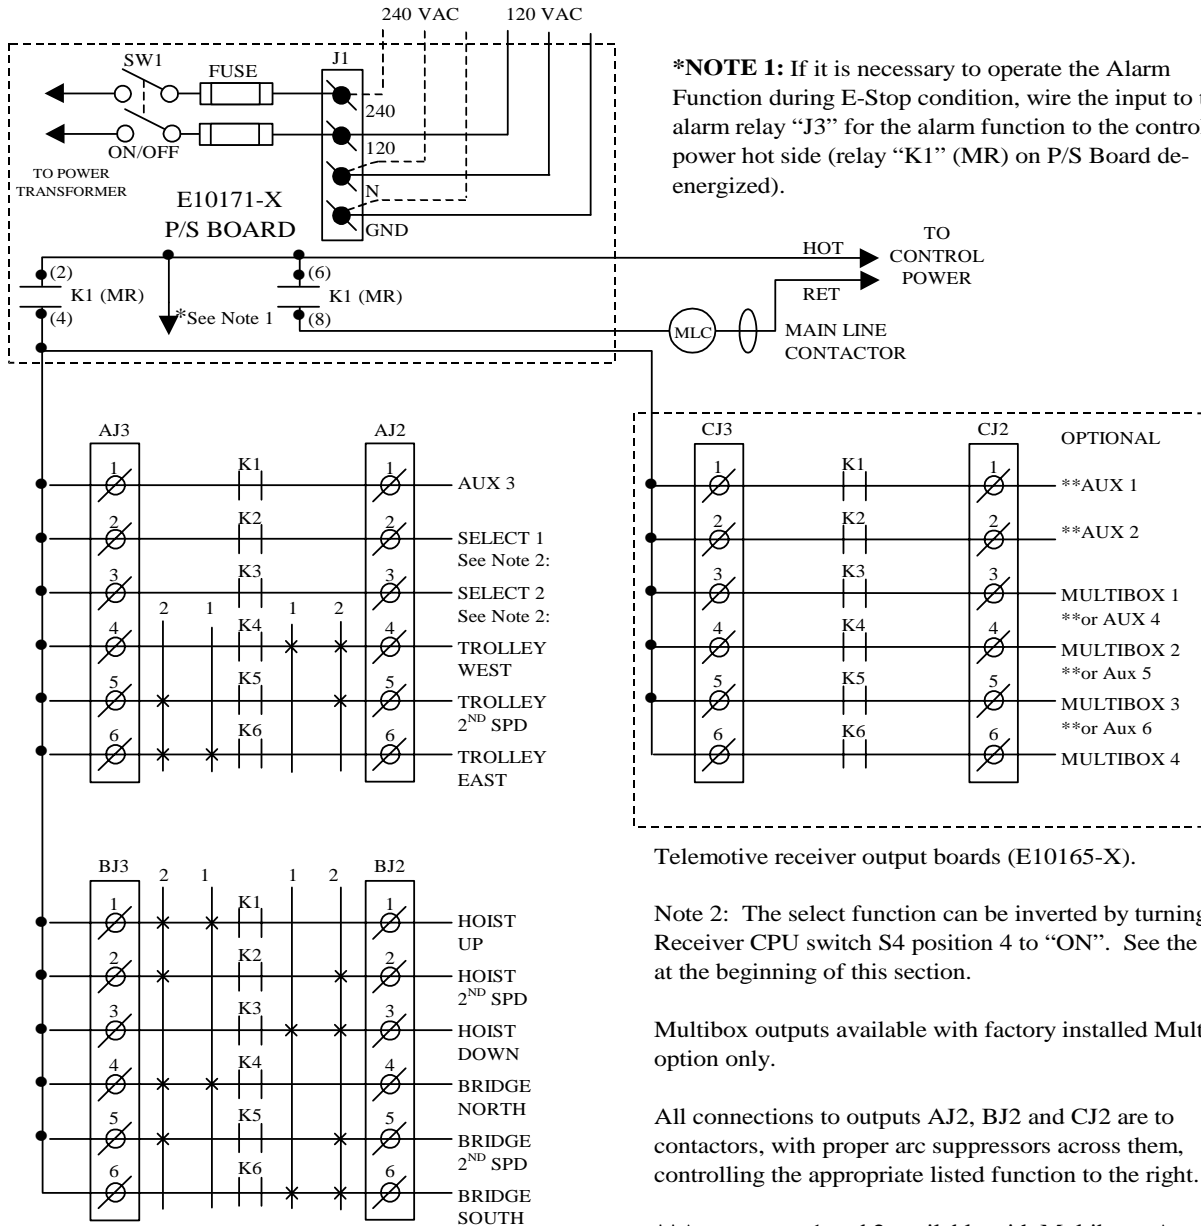 240 VAC
120 VAC
SW1
FUSE
J1
240
120
N
GND
ON/OFF
TO POWER
TRANSFORMER
E10171-X
P/S BOARD
*NOTE 1: If it is necessary to operate the Alarm
Function during E-Stop condition, wire the input to
alarm relay “J3” for the alarm function to the control
power hot side (relay “K1” (MR) on P/S Board de-
energized).
(2)
K1 (MR)
(4)
*See Note 1
(6)
K1 (MR)
(8)
HOT
RET
TO
CONTROL
POWER
MLC
MAIN LINE
CONTACTOR
AJ3
AJ2
1
K1
1
AUX 3
2
K2
2
SELECT 1
See Note 2:
3
K3
3
SELECT 2
See Note 2:
2
1
1
2
4
K4
4
TROLLEY
WEST
5
K5
5
TROLLEY
2ND SPD
6
K6
6
TROLLEY
EAST
CJ3
CJ2
OPTIONAL
1
K1
1
**AUX 1
2
K2
2
**AUX 2
3
K3
3
MULTIBOX 1
**or AUX 4
4
K4
4
MULTIBOX 2
**or Aux 5
5
K5
5
MULTIBOX 3
**or Aux 6
6
K6
6
MULTIBOX 4
BJ3
2
1
1
2
BJ2
1
K1
1
HOIST
UP
2
K2
2
HOIST
2ND SPD
3
K3
3
HOIST
DOWN
4
K4
4
BRIDGE
NORTH
5
K5
5
BRIDGE
2ND SPD
6
K6
6
BRIDGE
SOUTH
Telemotive receiver output boards (E10165-X).
Note 2: The select function can be inverted by turning
Receiver CPU switch S4 position 4 to “ON”. See the
at the beginning of this section.
Multibox outputs available with factory installed
option only.
All connections to outputs AJ2, BJ2 and CJ2 are to
contactors, with proper arc suppressors across them,
controlling the appropriate listed function to the right.